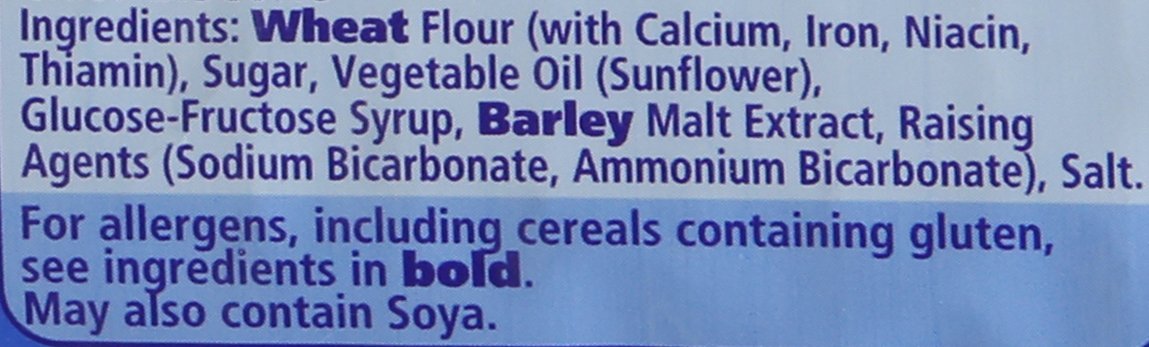 Ingredients: Wheat Flour (with Calcium, Iron, Niacin,
Thiamin), Sugar, Vegetable Oil (Sunflower),
Glucose-Fructose Syrup, Barley Malt Extract, Raising
Agents (Sodium Bicarbonate, Ammonium Bicarbonate), Salt.
For allergens, including cereals containing gluten,
see ingredients in bold.
May also contain Soya.